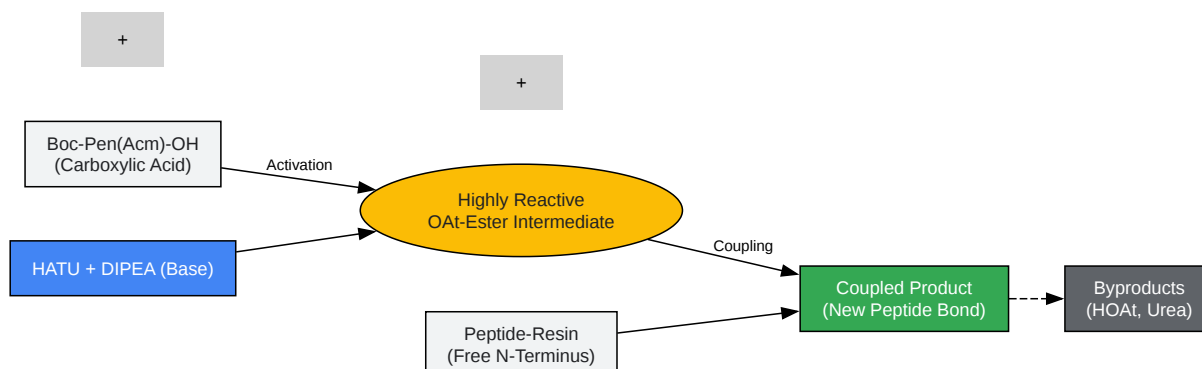 +
+
Boc-Pen(Acm)-OH
(Carboxylic Acid)
Activation
Highly Reactive
OAt-Ester Intermediate
HATU + DIPEA (Base)
Coupling
Coupled Product
(New Peptide Bond)
Byproducts
(HOAt, Urea)
Peptide-Resin
(Free N-Terminus)